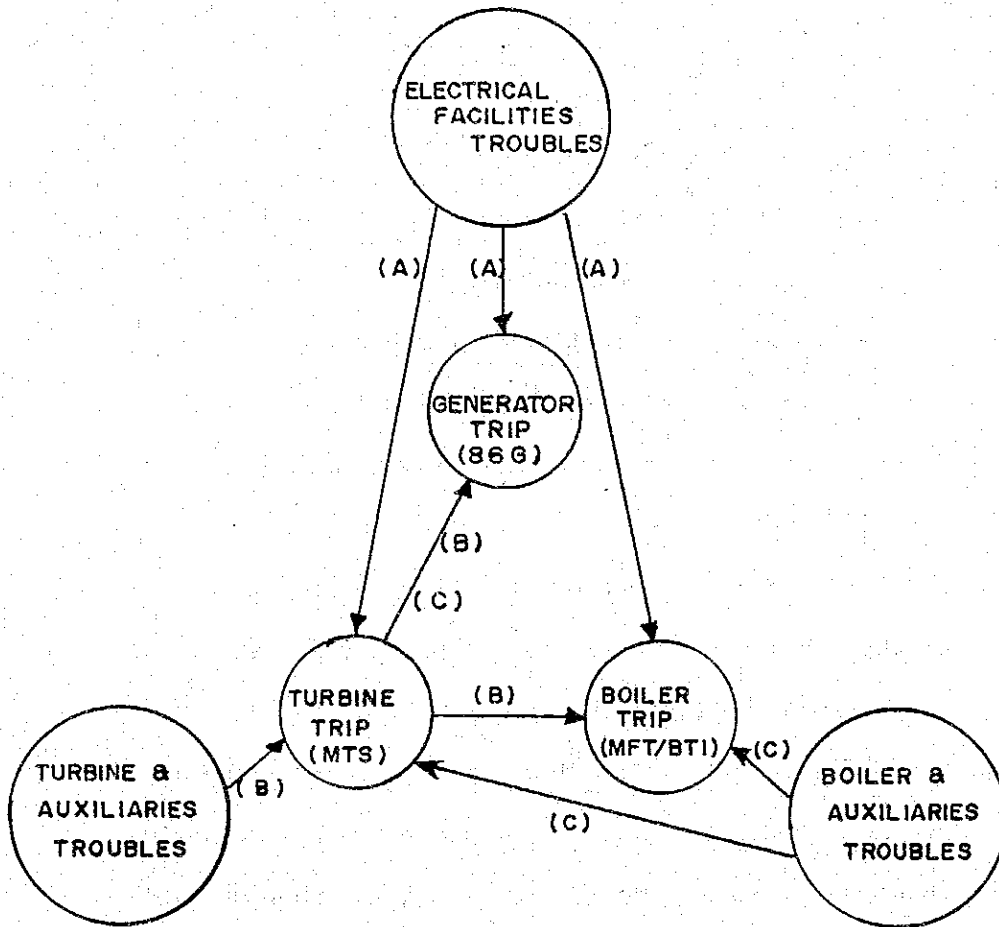 ELECTRICAL
FACILITIES
TROUBLES
(A)
(A)
(A)
GENERATOR
TRIP
(86G)
(B)
(C)
TURBINE
TRIP
(MTS)
(B)
BOILER
TRIP
(MFT/BTI)
TURBINE &
AUXILIARIES
TROUBLES
(B)
(C)
(C)
BOILER &
AUXILIARIES
TROUBLES